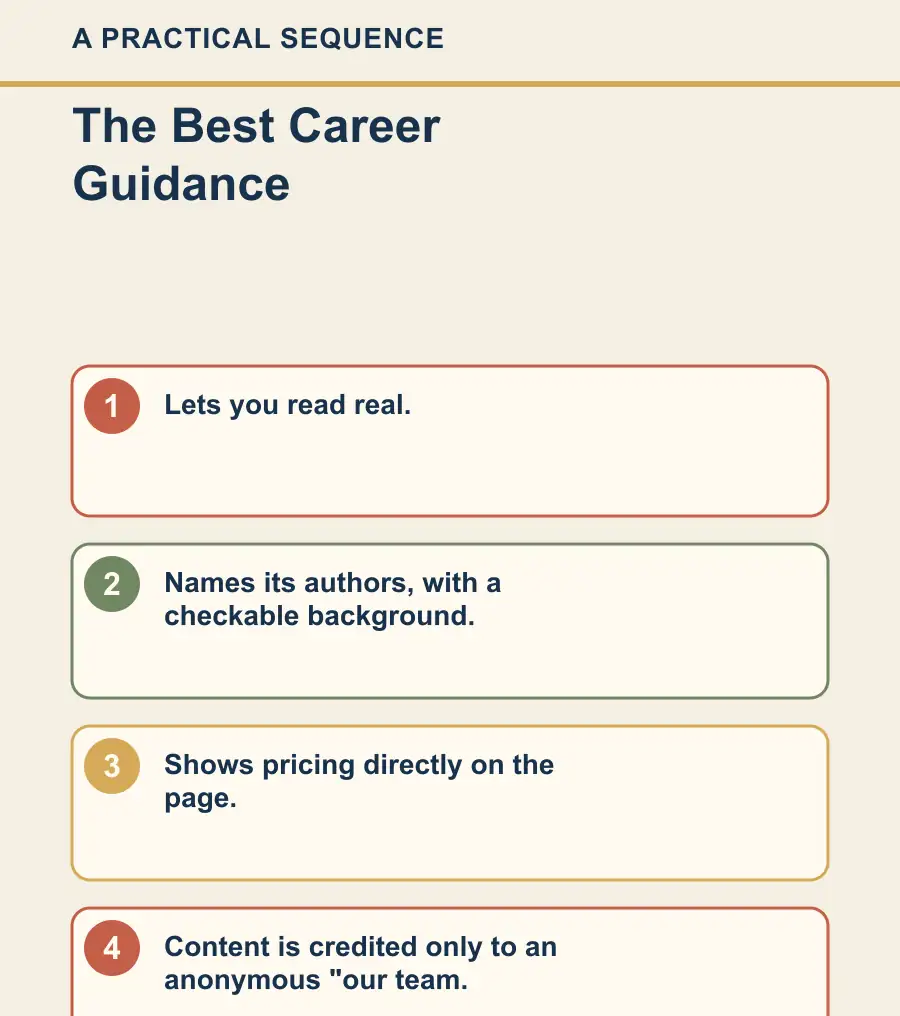 A PRACTICAL SEQUENCE
The Best Career
Guidance
1
Lets you read real.
2
Names its authors, with a
checkable background.
3
Shows pricing directly on the
page.
4
Content is credited only to an
anonymous "our team.